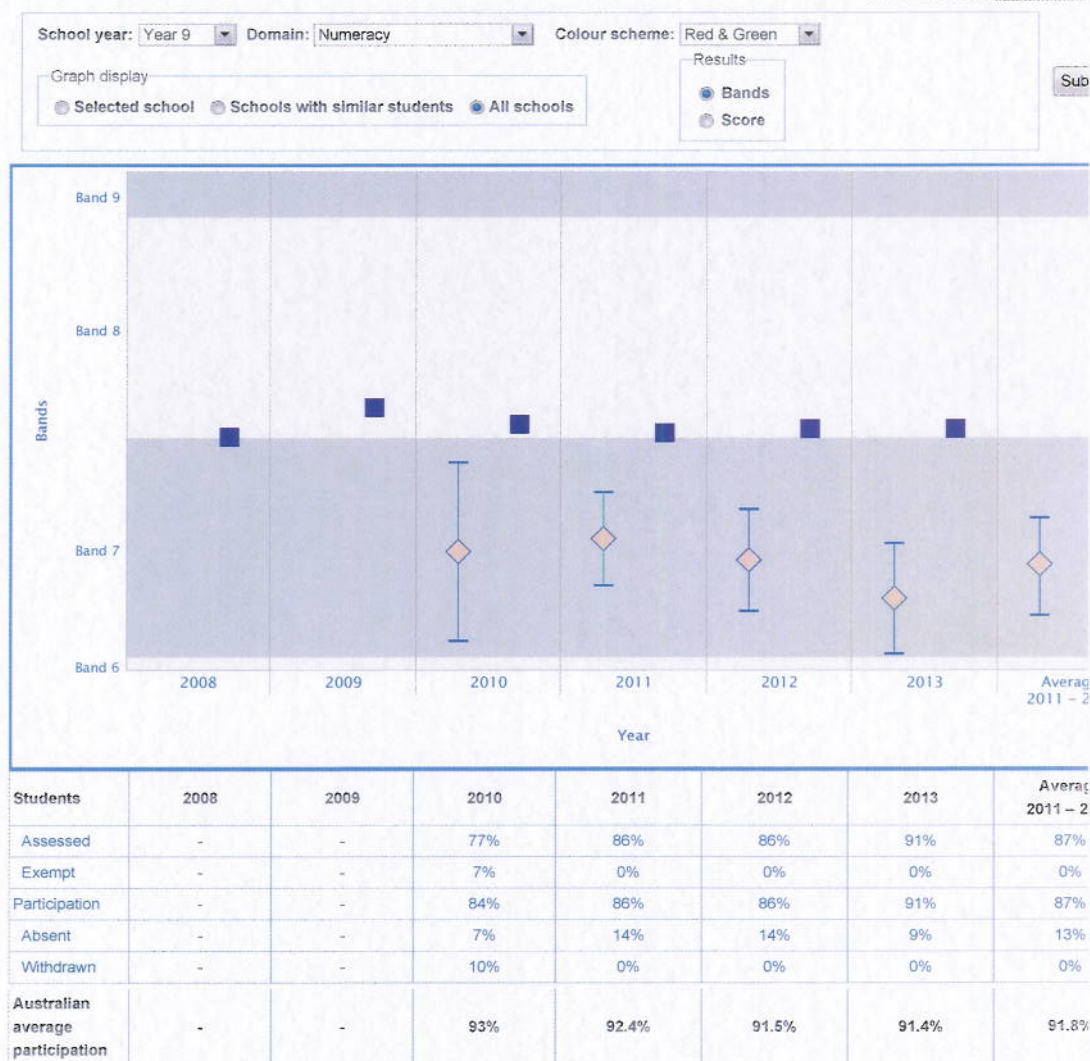 School year: Year 9 Domain: Numeracy Colour scheme: Red & Green
Graph display
Selected school Schools with similar students All schools
Results
Bands
Score
Sub
Band 9
Band 8
Bands
Band 7
Band 6
2008 2009 2010 2011 2012 2013 Averag
2011 – 2
Year
Students 2008 2009 2010 2011 2012 2013 Averag
2011 – 2
Assessed - - 77% 86% 86% 91% 87%
Exempt - - 7% 0% 0% 0% 0%
Participation - - 84% 86% 86% 91% 87%
Absent - - 7% 14% 14% 9% 13%
Withdrawn - - 10% 0% 0% 0% 0%
Australian
average
participation - - 93% 92.4% 91.5% 91.4% 91.8%